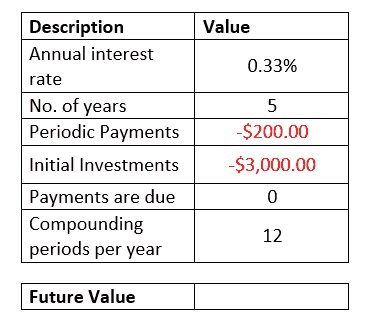 Description Value
Annual interest
rate 0.33%
No. of years 5
Periodic Payments -$200.00
Initial Investments -$3,000.00
Payments are due 0
Compounding
periods per year 12
Future Value